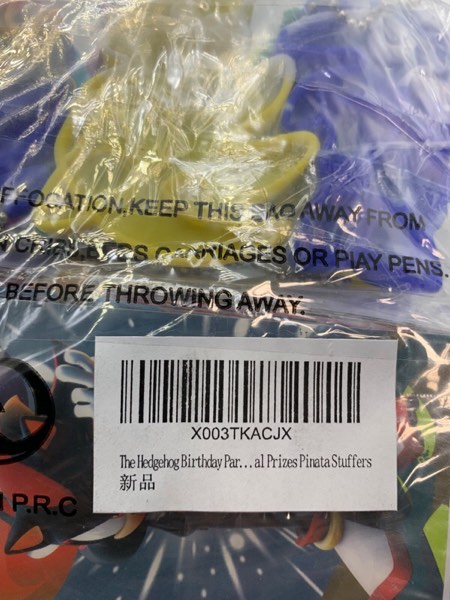 FFOCATION,KEEP THIS BAG AWAY FROM
CARRIAGES OR PlAY PENS.
BEFORE THROWING AWAY.
X003TKACJX
The Hedgehog Birthday Par... al Prizes Pinata Stuffers
新品
P.R.C